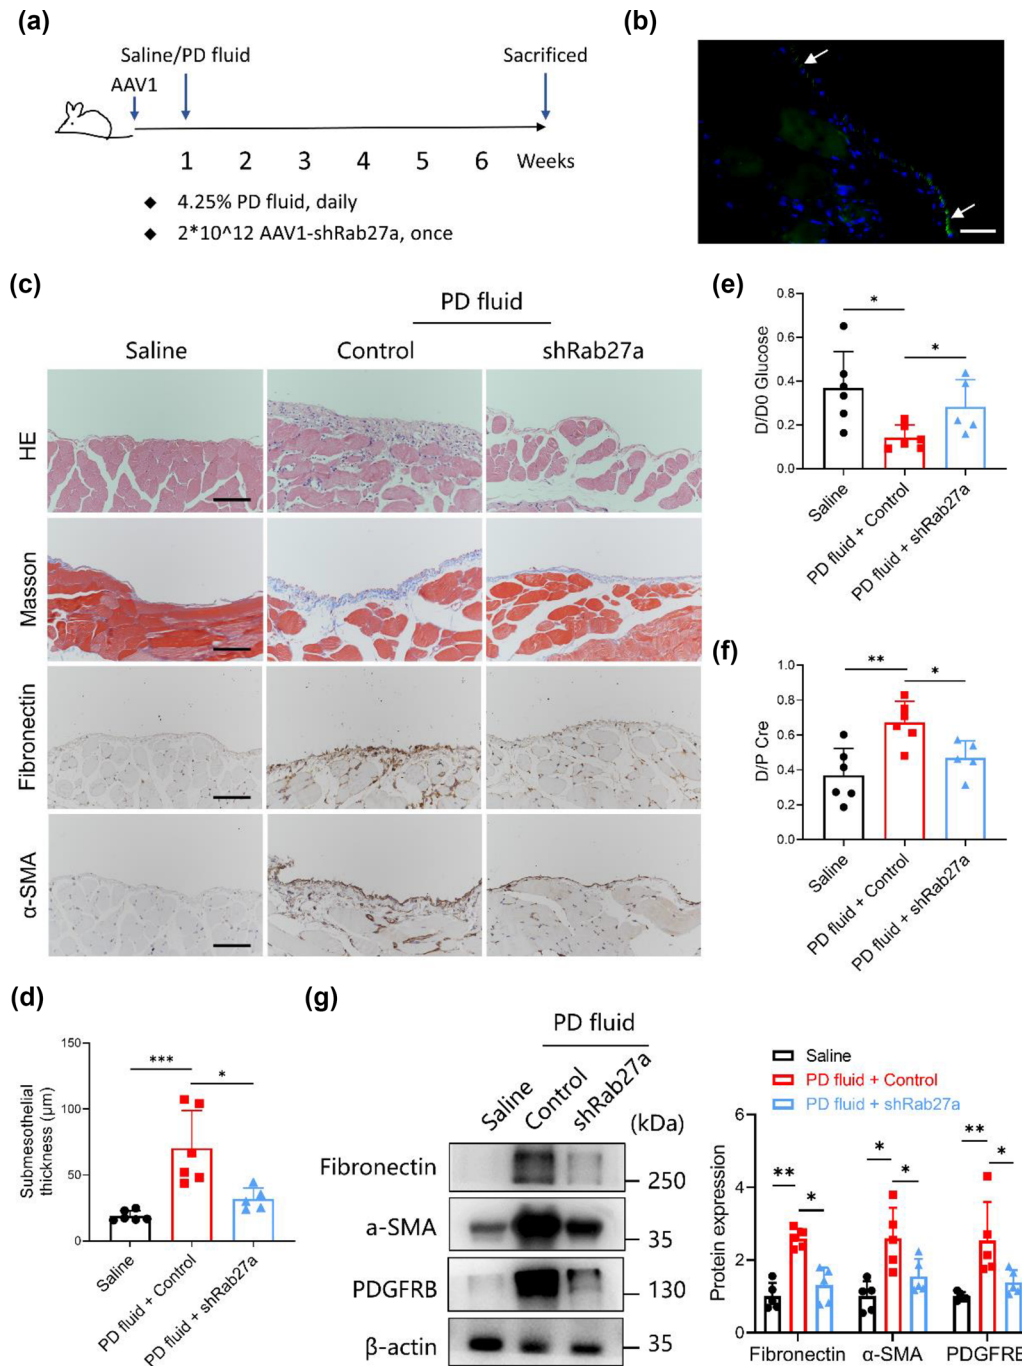 (a)
Saline/PD fluid
Sacrificed
AAV1
1 2 3 4 5 6 Weeks
◆ 4.25% PD fluid, daily
◆ 2*10^12 AAV1-shRab27a, once
(b)
(c)
PD fluid
Saline Control shRab27a
HE
Masson
Fibronectin
α-SMA
(e)
D/D0 Glucose
0.8
0.6
0.4
0.2
0.0
*
*
Saline
PD fluid + Control
PD fluid + shRab27a
(f)
D/P Cre
1.0
0.8
0.6
0.4
0.2
0.0
**
*
Saline
PD fluid + Control
PD fluid + shRab27a
(d)
Submesothelial
thickness (μm)
150
100
50
0
***
*
Saline
PD fluid + Control
PD fluid + shRab27a
(g)
PD fluid
Saline Control shRab27a (kDa)
Fibronectin 250
a-SMA 35
PDGFRB 130
β-actin 35
Saline
PD fluid + Control
PD fluid + shRab27a
Protein expression
6
4
2
0
** *
* *
** *
Fibronectin α-SMA PDGFRB